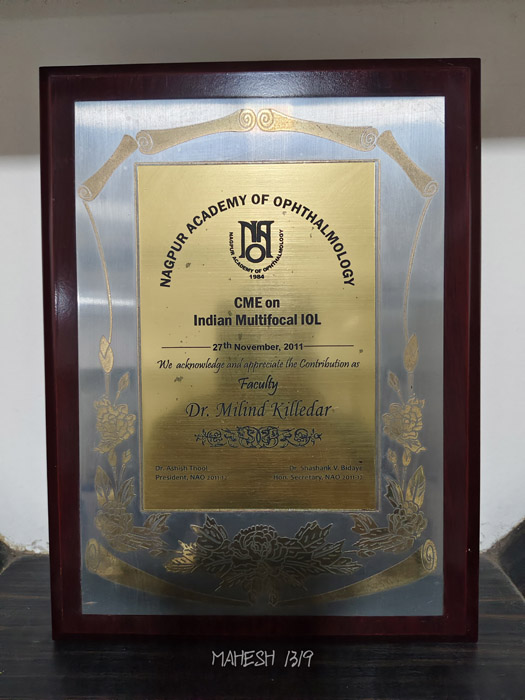 NAGPUR ACADEMY OF OPHTHALMOLOGY
NAO
NAGPUR ACADEMY OF OPHTHALMOLOGY
1984
CME on
Indian Multifocal IOL
27th November, 2011
We acknowledge and appreciate the Contribution as
Faculty
Dr. Milind Killedar
Dr. Ashish Thool Dr. Shashank V. Bidaye
President, NAO 2011-12 Hon. Secretary, NAO 2011-12
MAHESH 13/9